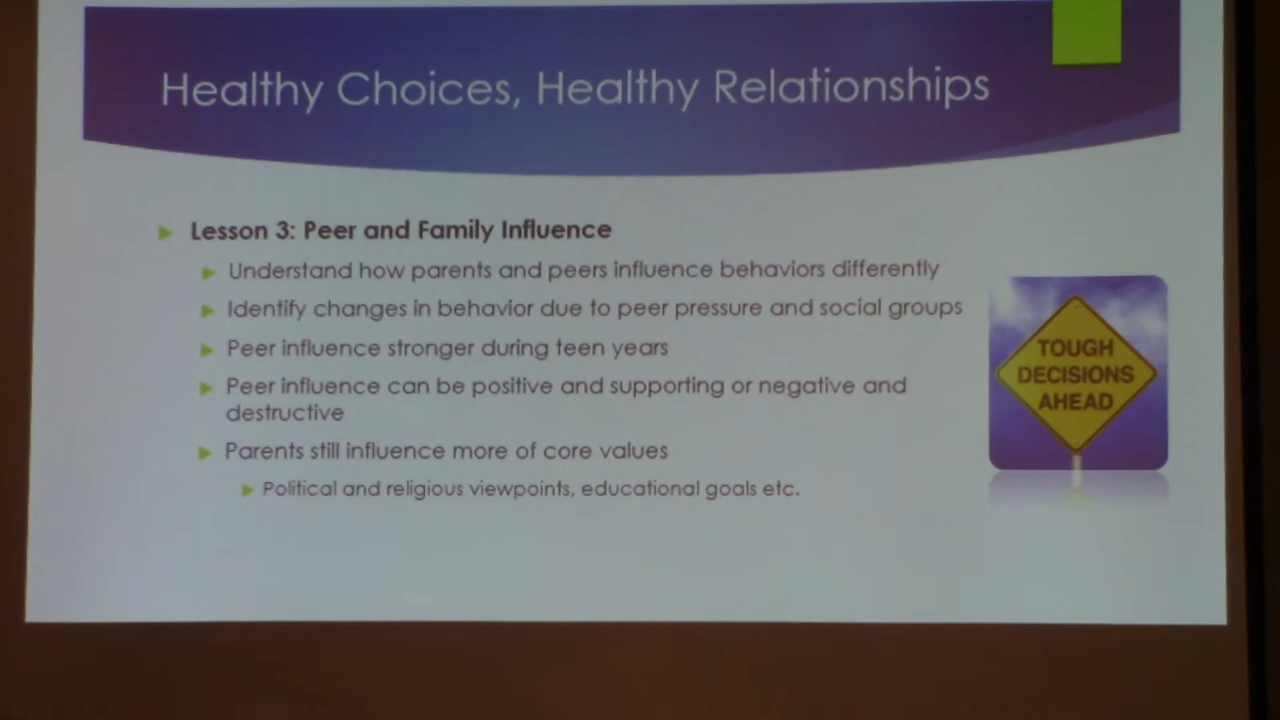 Healthy Choices, Healthy Relationships
Lesson 3: Peer and Family Influence
Understand how parents and peers influence behaviors differently
Identify changes in behavior due to peer pressure and social groups
Peer influence stronger during teen years
Peer influence can be positive and supporting or negative and
destructive
Parents still influence more of core values
Political and religious viewpoints, educational goals etc.
TOUGH
DECISIONS
AHEAD